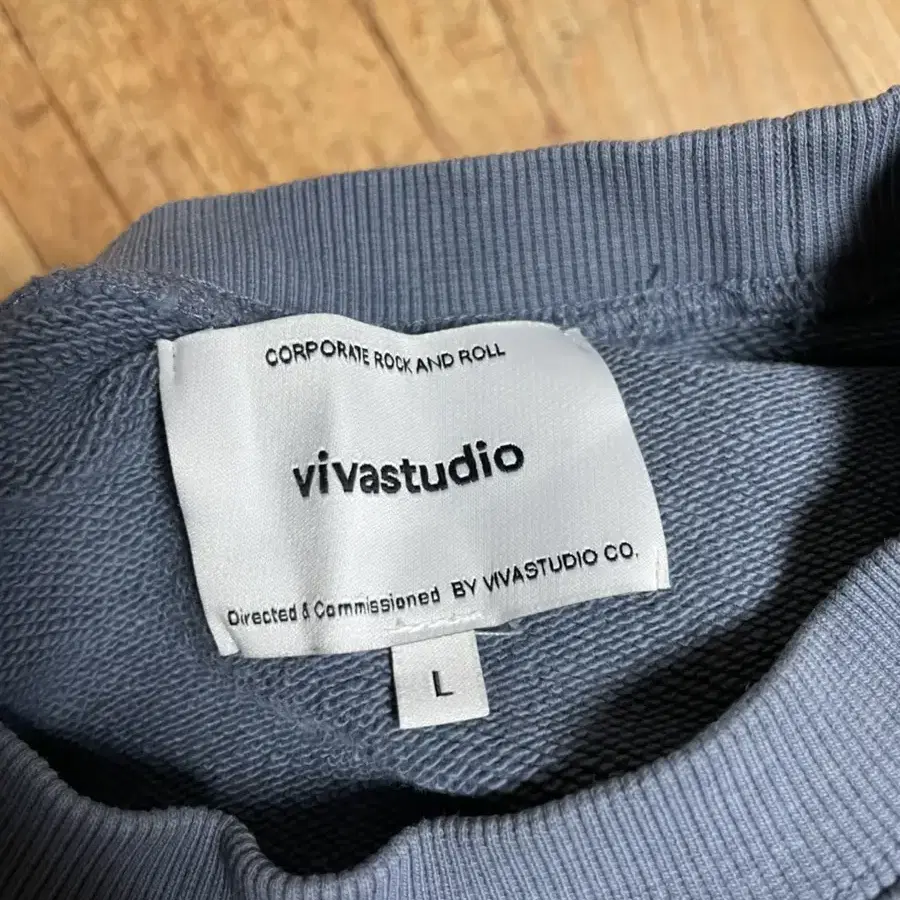 CORPORATE ROCK AND ROLL
vivastudio
Directed & Commissioned BY VIVASTUDIO CO.
L